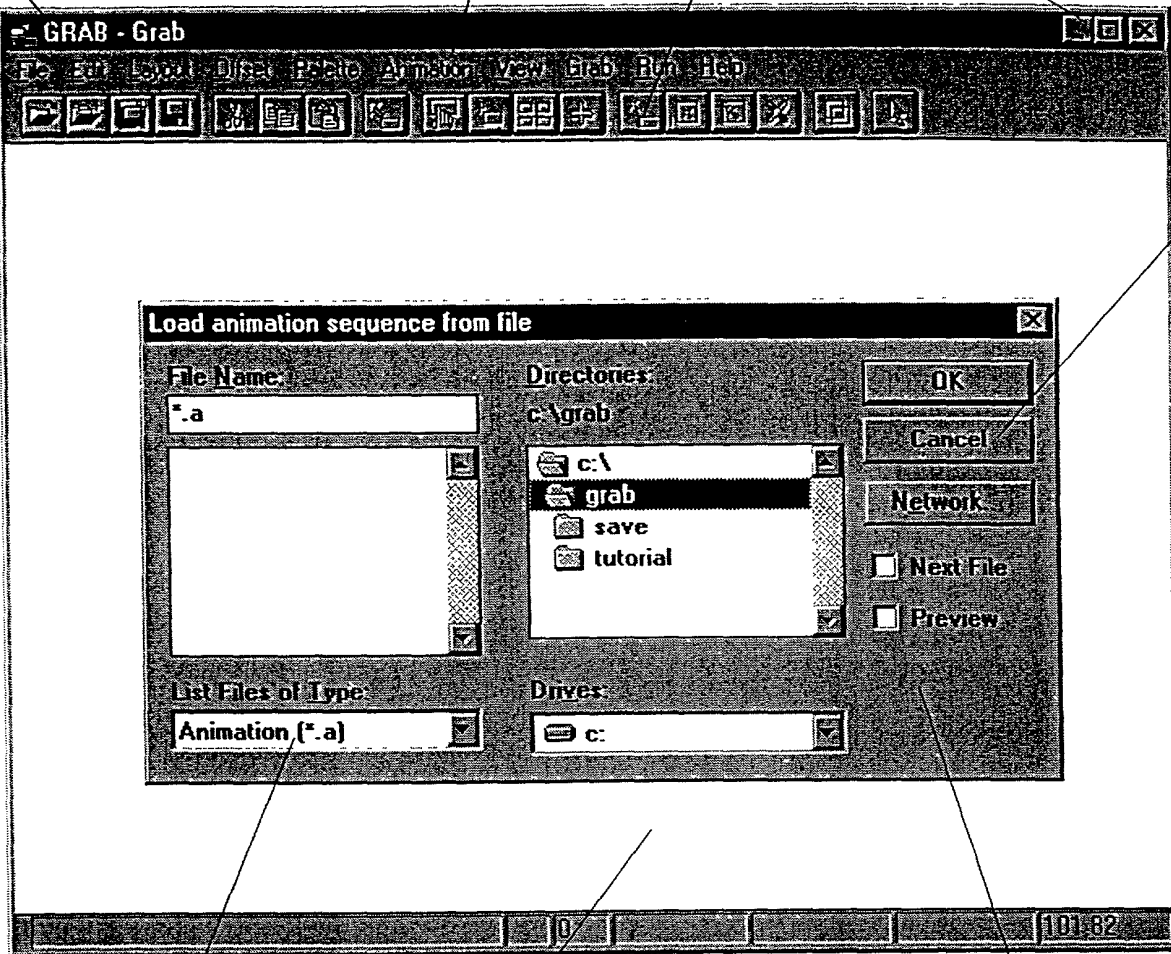 GRAB - Grab
File Edit Layout Offset Palette Animation View Grab Run Help
Load animation sequence from file
File Name:
*.a
Directories:
c:\grab
c:\
grab
save
tutorial
OK
Cancel
Network...
Next File
Preview
List Files of Type:
Animation (*.a)
Drives:
c:
0
101,82